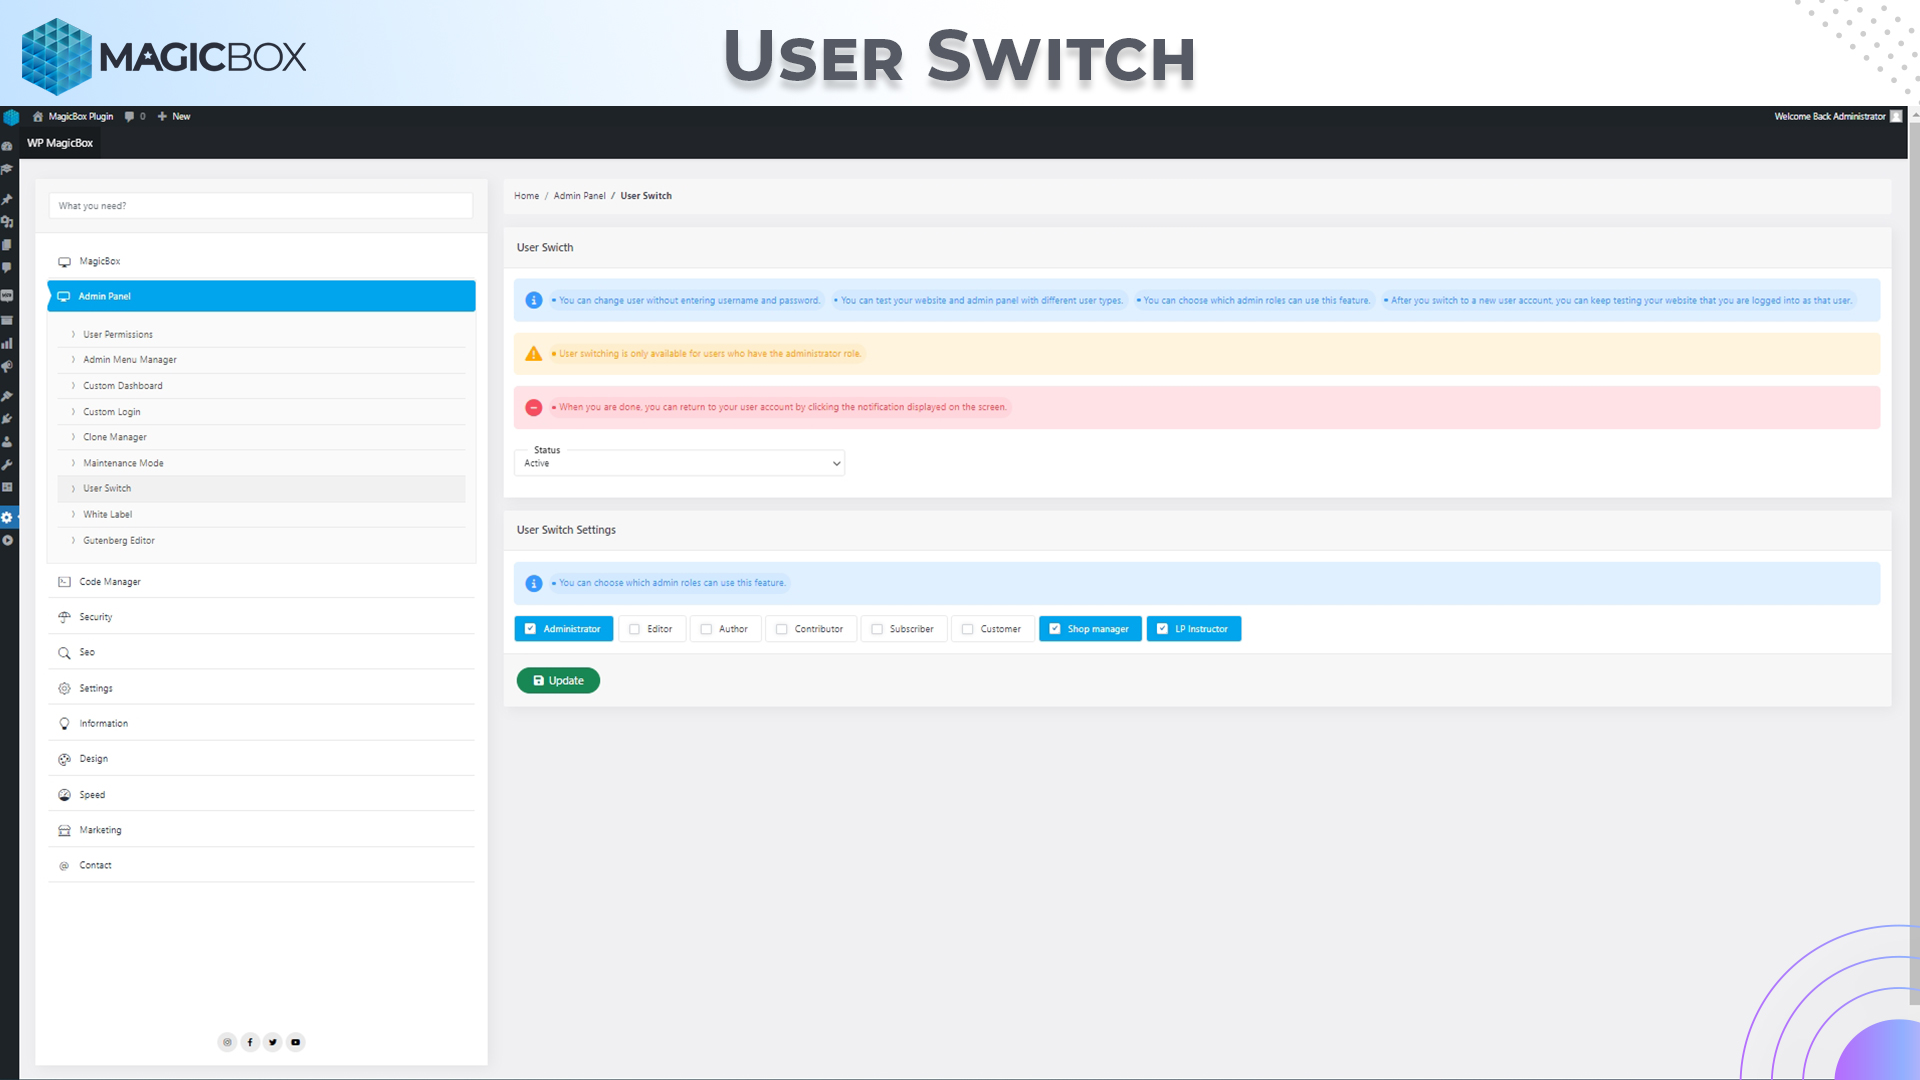 MAGICBOX
USER SWITCH
MagicBox Plugin 0 New
Welcome Back Administrator
WP MagicBox
What you need?
MagicBox
Admin Panel
User Permissions
Admin Menu Manager
Custom Dashboard
Custom Login
Clone Manager
Maintenance Mode
User Switch
White Label
Gutenberg Editor
Code Manager
Security
Seo
Settings
Information
Design
Speed
Marketing
Contact
Home / Admin Panel / User Switch
User Swicth
• You can change user without entering username and password. • You can test your website and admin panel with different user types. • You can choose which admin roles can use this feature. • After you switch to a new user account, you can keep testing your website that you are logged into as that user.
• User switching is only available for users who have the administrator role.
• When you are done, you can return to your user account by clicking the notification displayed on the screen.
Status
Active
User Switch Settings
• You can choose which admin roles can use this feature.
Administrator Editor Author Contributor Subscriber Customer Shop manager LP Instructor
Update